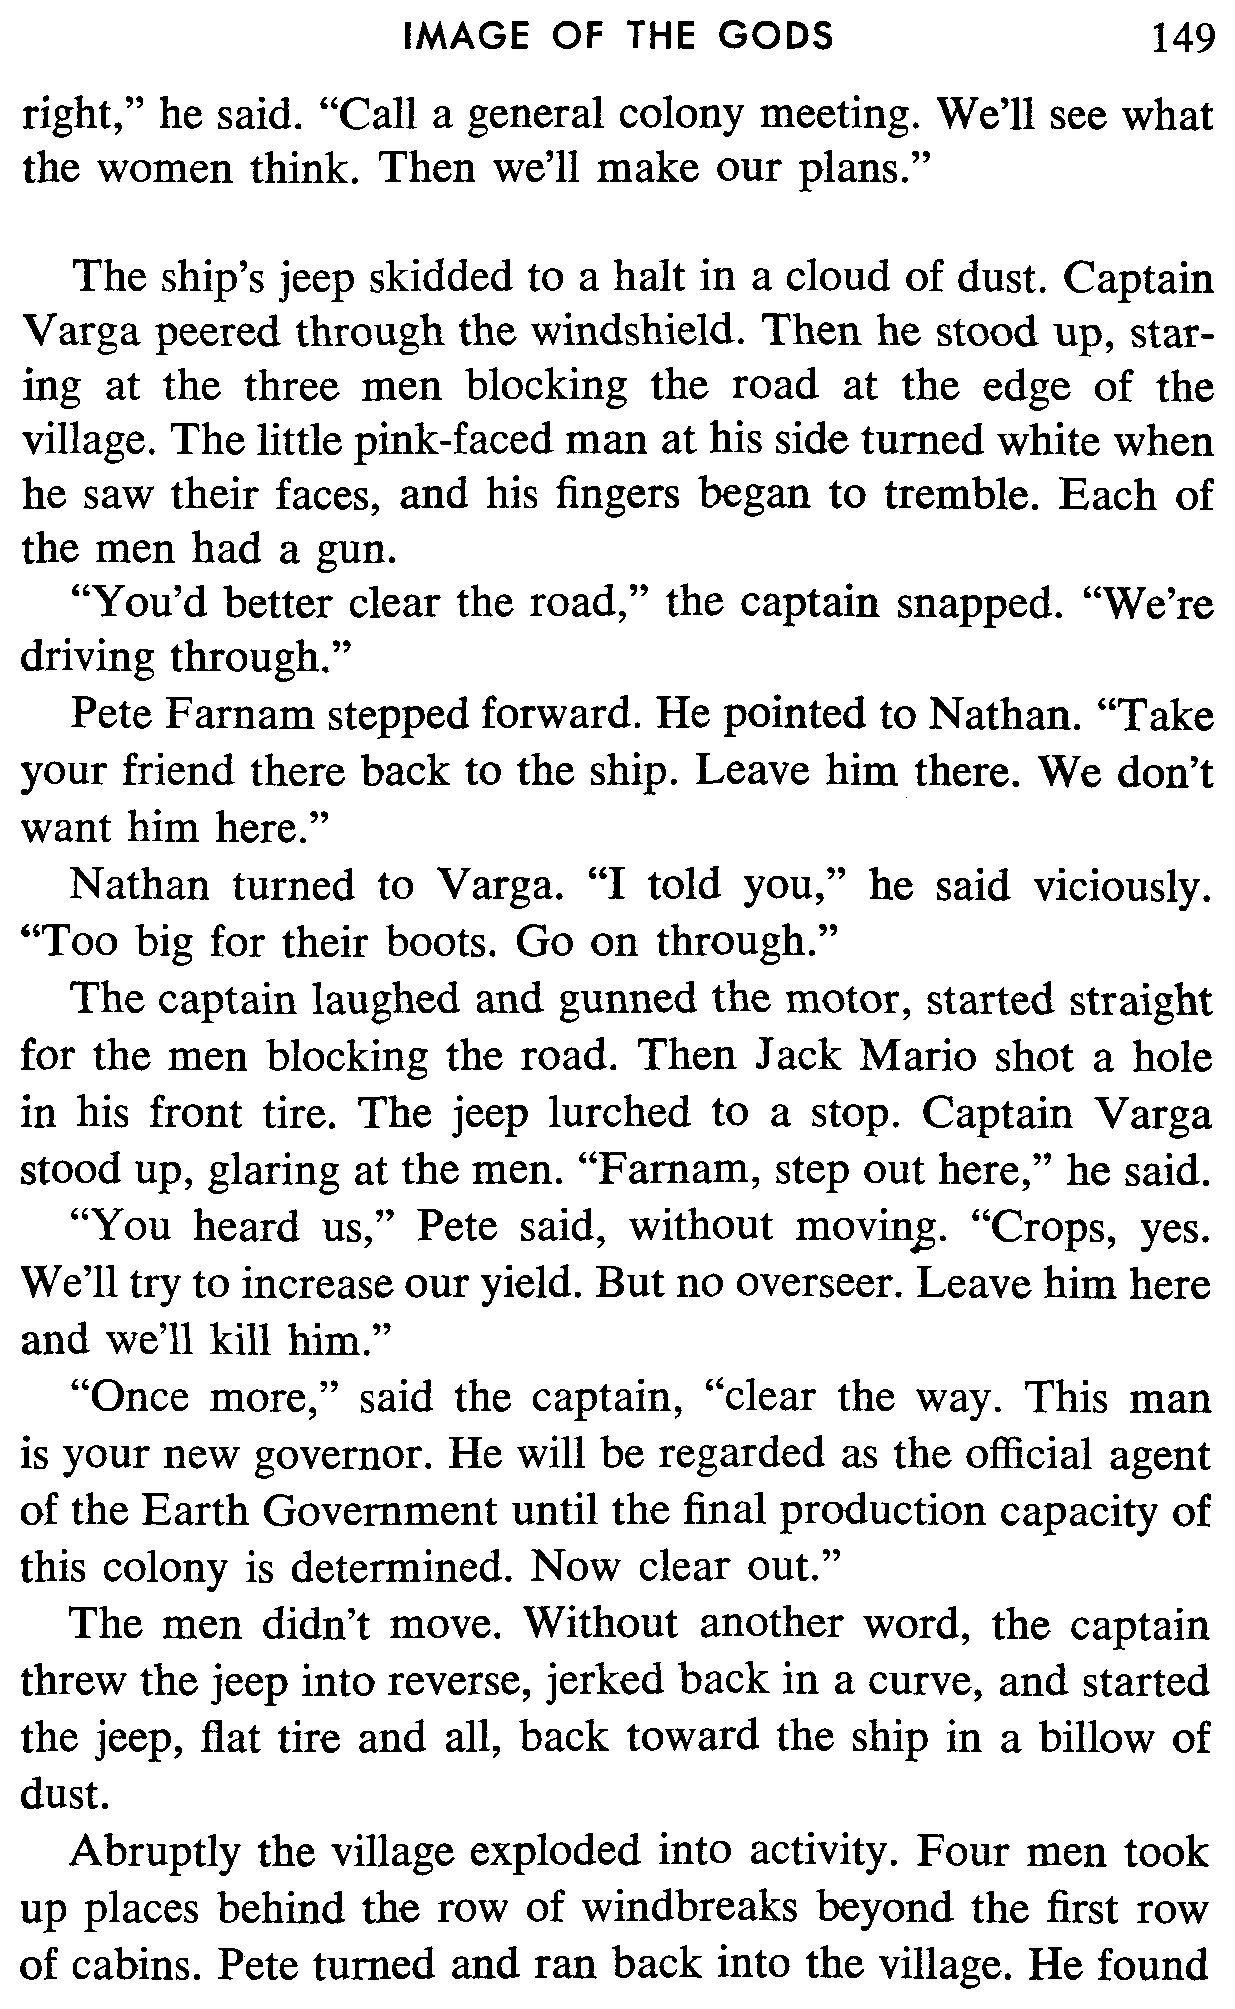 IMAGE OF THE GODS 149
right,” he said. “Call a general colony meeting. We’ll see what
the women think. Then we’ll make our plans.”
The ship’s jeep skidded to a halt in a cloud of dust. Captain
Varga peered through the windshield. Then he stood up, star-
ing at the three men blocking the road at the edge of the
village. The little pink-faced man at his side turned white when
he saw their faces, and his fingers began to tremble. Each of
the men had a gun.
“You’d better clear the road,” the captain snapped. “We’re
driving through.”
Pete Farnam stepped forward. He pointed to Nathan. “Take
your friend there back to the ship. Leave him there. We don’t
want him here.”
Nathan turned to Varga. “I told you,” he said viciously.
“Too big for their boots. Go on through.”
The captain laughed and gunned the motor, started straight
for the men blocking the road. Then Jack Mario shot a hole
in his front tire. The jeep lurched to a stop. Captain Varga
stood up, glaring at the men. “Farnam, step out here,” he said.
“You heard us,” Pete said, without moving. “Crops, yes.
We’ll try to increase our yield. But no overseer. Leave him here
and we’ll kill him.”
“Once more,” said the captain, “clear the way. This man
is your new governor. He will be regarded as the official agent
of the Earth Government until the final production capacity of
this colony is determined. Now clear out.”
The men didn’t move. Without another word, the captain
threw the jeep into reverse, jerked back in a curve, and started
the jeep, flat tire and all, back toward the ship in a billow of
dust.
Abruptly the village exploded into activity. Four men took
up places behind the row of windbreaks beyond the first row
of cabins. Pete turned and ran back into the village. He found